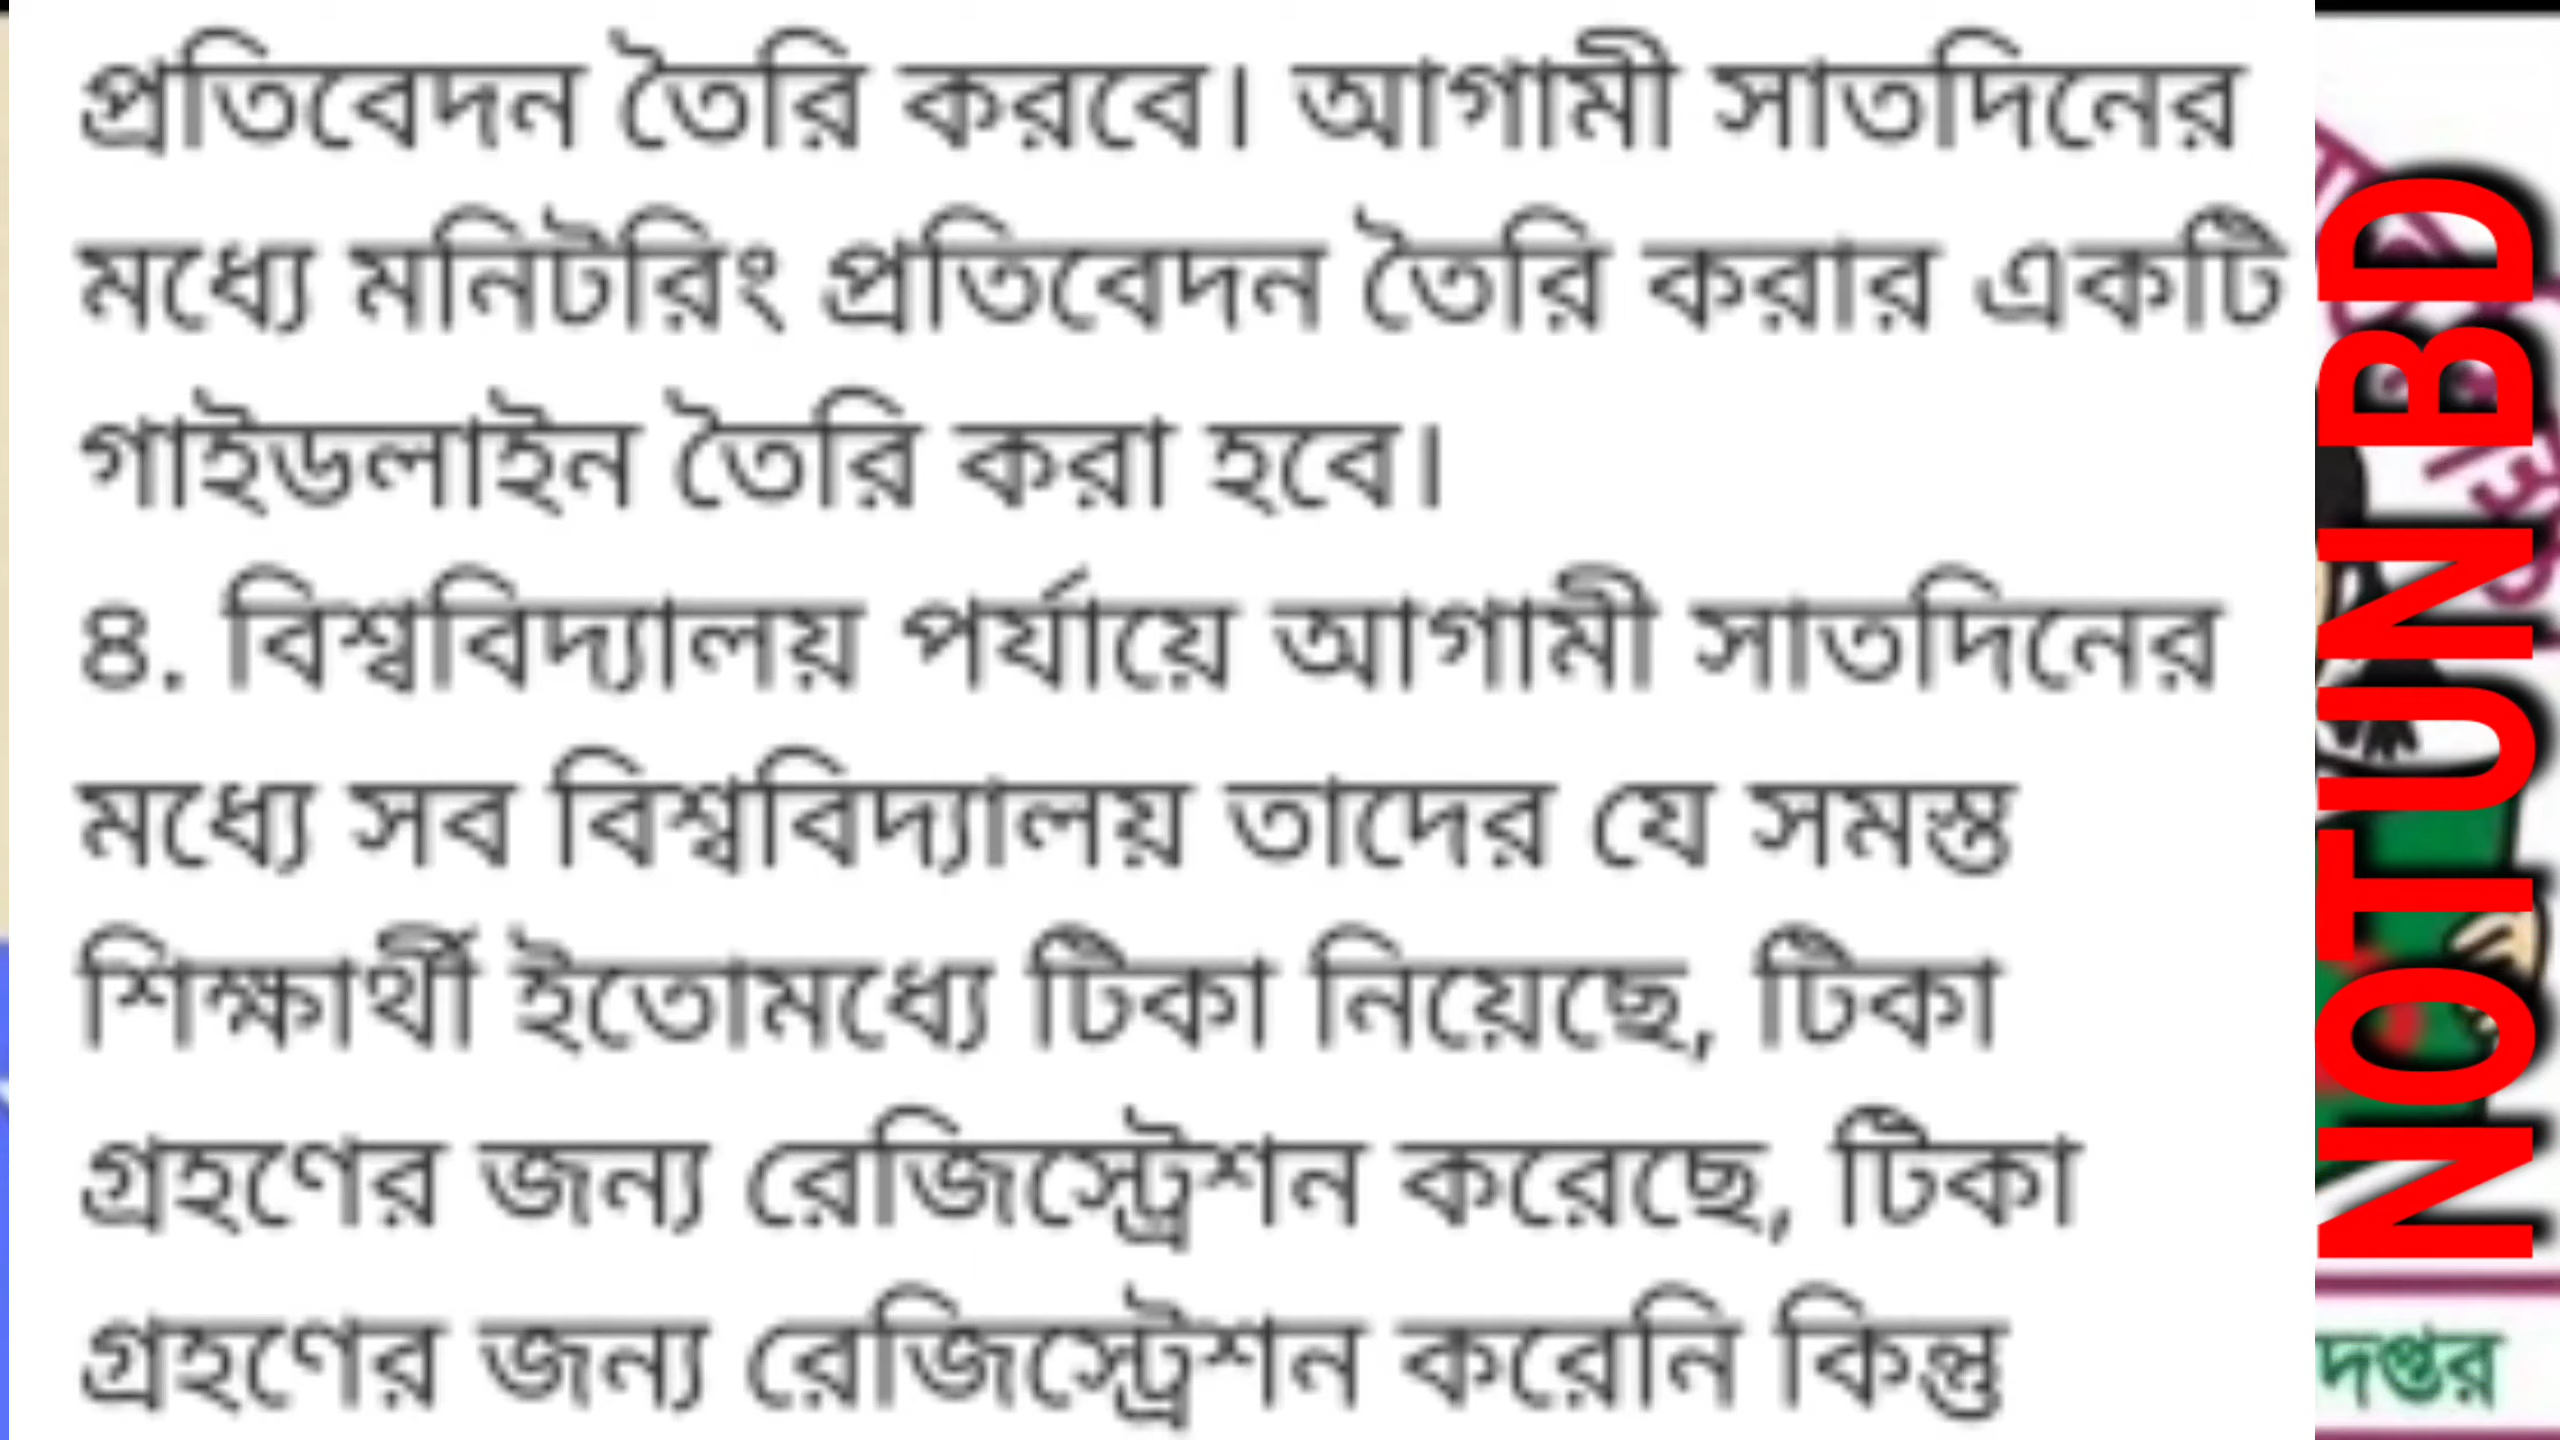 প্রতিবেদন তৈরি করবে। আগামী সাতদিনের
মধ্যে মনিটরিং প্রতিবেদন তৈরি করার একটি
গাইডলাইন তৈরি করা হবে।
৪. বিশ্ববিদ্যালয় পর্যায়ে আগামী সাতদিনের
মধ্যে সব বিশ্ববিদ্যালয় তাদের যে সমস্ত
শিক্ষার্থী ইতোমধ্যে টিকা নিয়েছে, টিকা
গ্রহণের জন্য রেজিস্ট্রেশন করেছে, টিকা
গ্রহণের জন্য রেজিস্ট্রেশন করেনি কিন্তু
NOTUN BD
দপ্তর